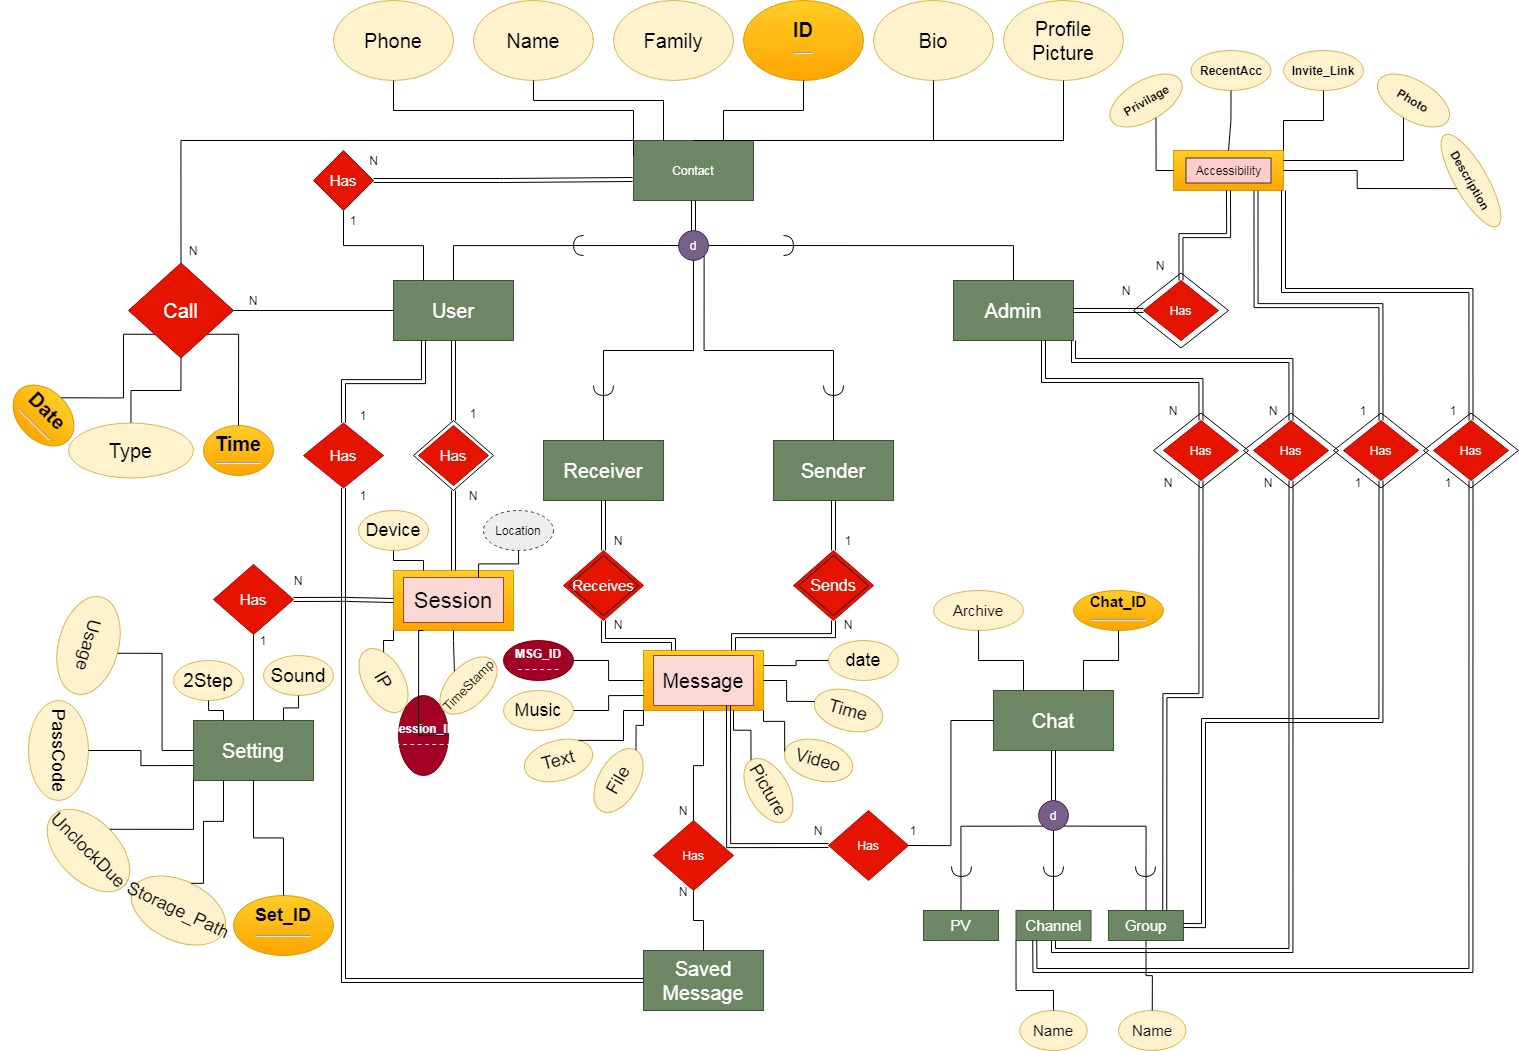 Phone
Name
Family
ID
Bio
Profile
Picture
RecentAcc
Invite_Link
Privilage
Photo
Description
Accessibility
Contact
Has
N
1
d
N
Call
N
User
Admin
N
N
Has
Date
Type
Time
1
Has
1
1
Has
N
Receiver
Sender
N
Has
N
N
Has
N
1
Has
1
1
Has
1
Device
Location
N
Receives
N
1
Sends
N
Has
N
1
Session
IP
TimeStamp
ession_I
Usage
2Step
Sound
PassCode
Setting
UnclockDue
Storage_Path
Set_ID
MSG_ID
Music
Text
File
Message
date
Time
Video
Picture
Archive
Chat_ID
Chat
N
Has
N
N
Has
1
d
PV
Channel
Group
Saved
Message
Name
Name